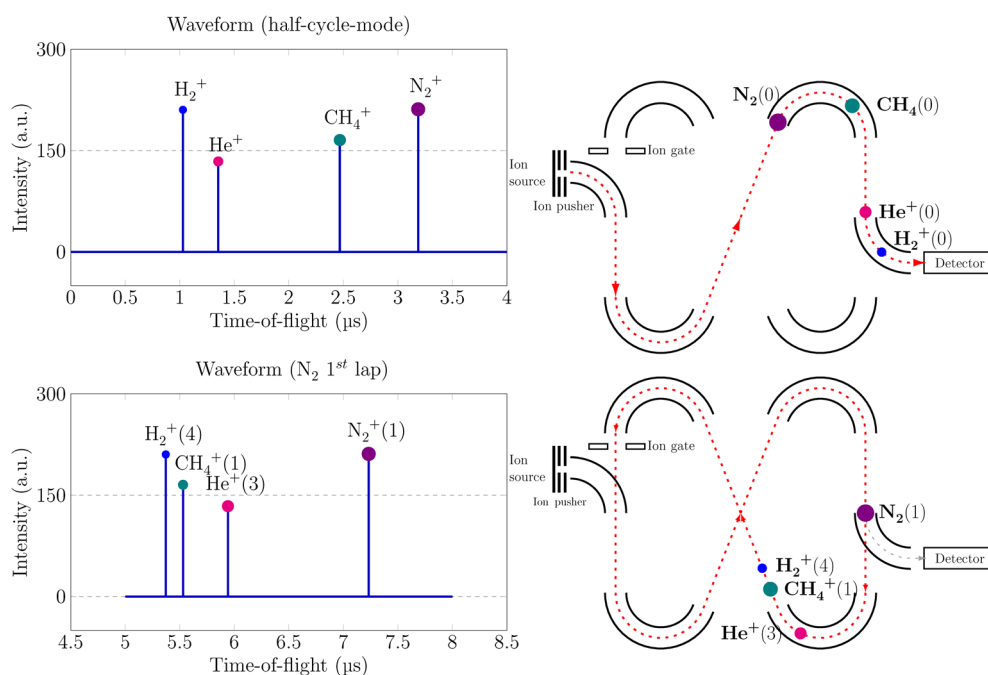 Waveform (half-cycle-mode)
300
150
0
Intensity (a.u.)
H₂⁺
He⁺
CH₄⁺
N₂⁺
0 0.5 1 1.5 2 2.5 3 3.5 4
Time-of-flight (µs)
N₂(0)
CH₄(0)
Ion gate
Ion
source
Ion pusher
He⁺(0)
H₂⁺(0)
Detector
Waveform (N₂ 1ˢᵗ lap)
300
150
0
Intensity (a.u.)
H₂⁺(4)
CH₄⁺(1)
He⁺(3)
N₂⁺(1)
4.5 5 5.5 6 6.5 7 7.5 8 8.5
Time-of-flight (µs)
Ion gate
Ion
source
Ion pusher
N₂(1)
Detector
H₂⁺(4)
CH₄⁺(1)
He⁺(3)